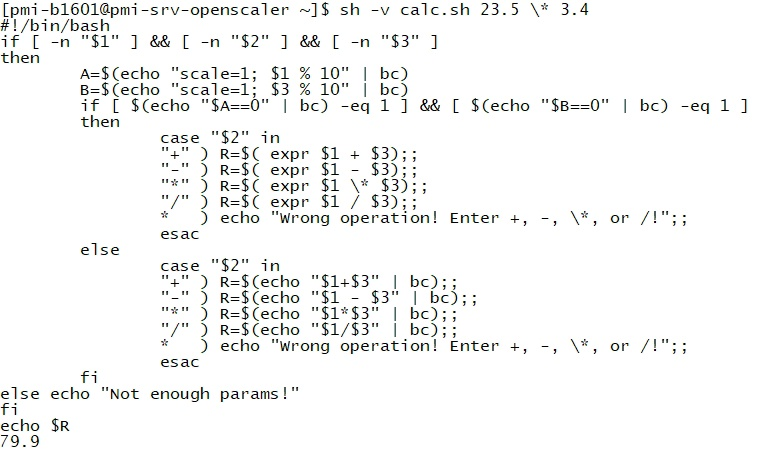 [pmi-b1601@pmi-srv-openscaler ~]$ sh -v calc.sh 23.5 \* 3.4
#!/bin/bash
if [ -n "$1" ] && [ -n "$2" ] && [ -n "$3" ]
then
        A=$(echo "scale=1; $1 % 10" | bc)
        B=$(echo "scale=1; $3 % 10" | bc)
        if [ $(echo "$A==0" | bc) -eq 1 ] && [ $(echo "$B==0" | bc) -eq 1 ]
        then
                case "$2" in
                "+" ) R=$( expr $1 + $3);;
                "-" ) R=$( expr $1 - $3);;
                "*" ) R=$( expr $1 \* $3);;
                "/" ) R=$( expr $1 / $3);;
                *   ) echo "Wrong operation! Enter +, -, \*, or /!";;
                esac
        else
                case "$2" in
                "+" ) R=$(echo "$1+$3" | bc);;
                "-" ) R=$(echo "$1 - $3" | bc);;
                "*" ) R=$(echo "$1*$3" | bc);;
                "/" ) R=$(echo "$1/$3" | bc);;
                *   ) echo "Wrong operation! Enter +, -, \*, or /!";;
                esac
        fi
else echo "Not enough params!"
fi
echo $R
79.9